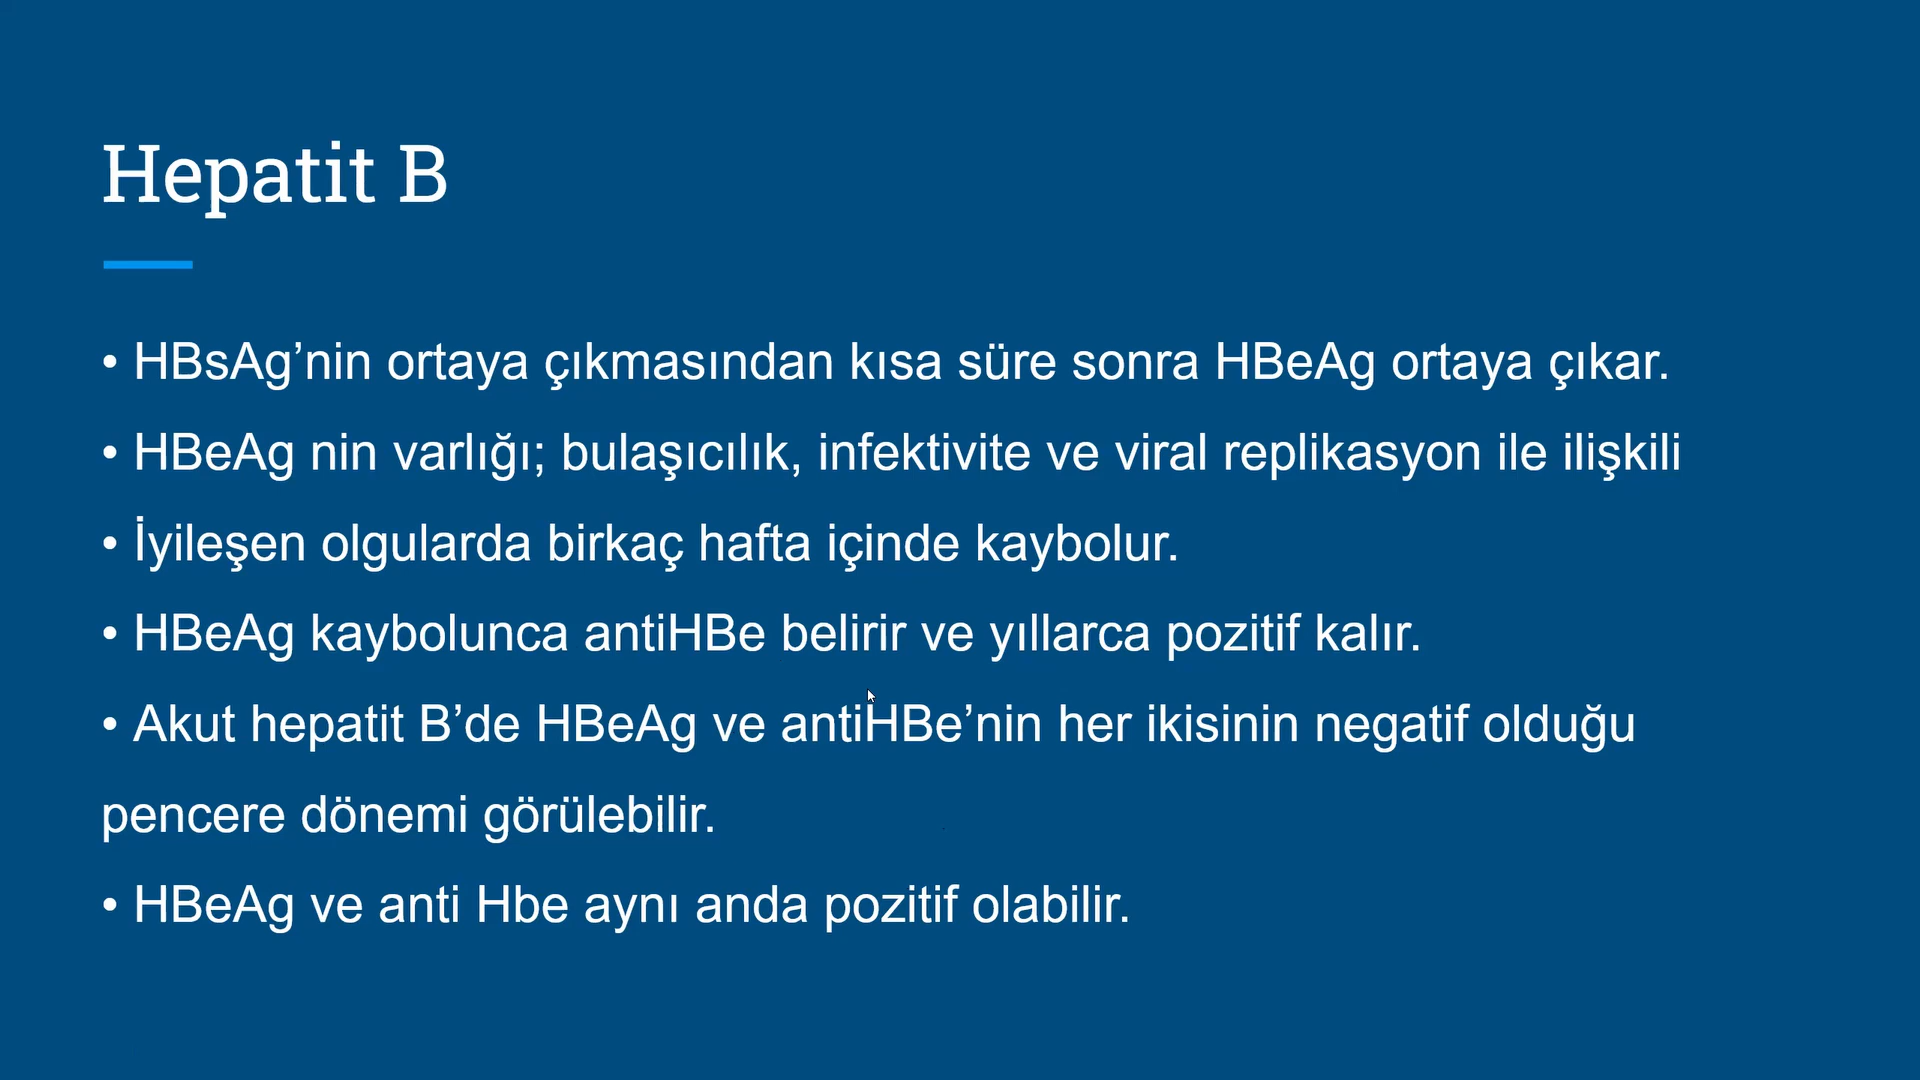 Hepatit B
• HBsAg’nin ortaya çıkmasından kısa süre sonra HBeAg ortaya çıkar.
• HBeAg nin varlığı; bulaşıcılık, infektivite ve viral replikasyon ile ilişkili
• İyileşen olgularda birkaç hafta içinde kaybolur.
• HBeAg kaybolunca antiHBe belirir ve yıllarca pozitif kalır.
• Akut hepatit B’de HBeAg ve antiHBe’nin her ikisinin negatif olduğu
pencere dönemi görülebilir.
• HBeAg ve anti Hbe aynı anda pozitif olabilir.